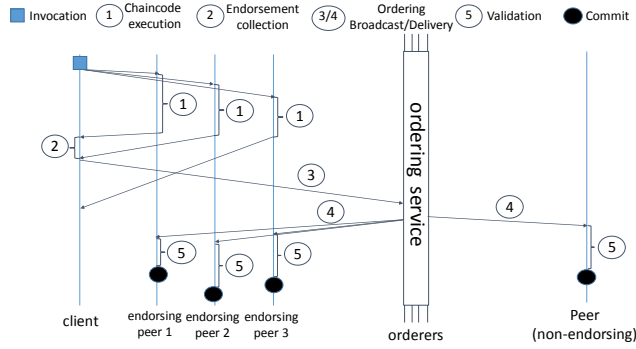 Invocation
1
Chaincode
execution
2
Endorsement
collection
3/4
Ordering
Broadcast/Delivery
5
Validation
Commit
1
1
1
2
3
4
4
5
5
5
5
ordering service
client
endorsing
peer 1
endorsing
peer 2
endorsing
peer 3
orderers
Peer
(non-endorsing)